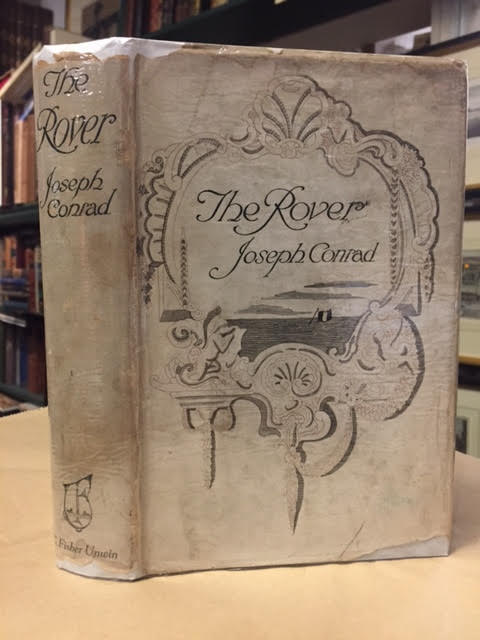 The
Rover
Joseph
Conrad
Fisher Unwin
The Rover
Joseph Conrad